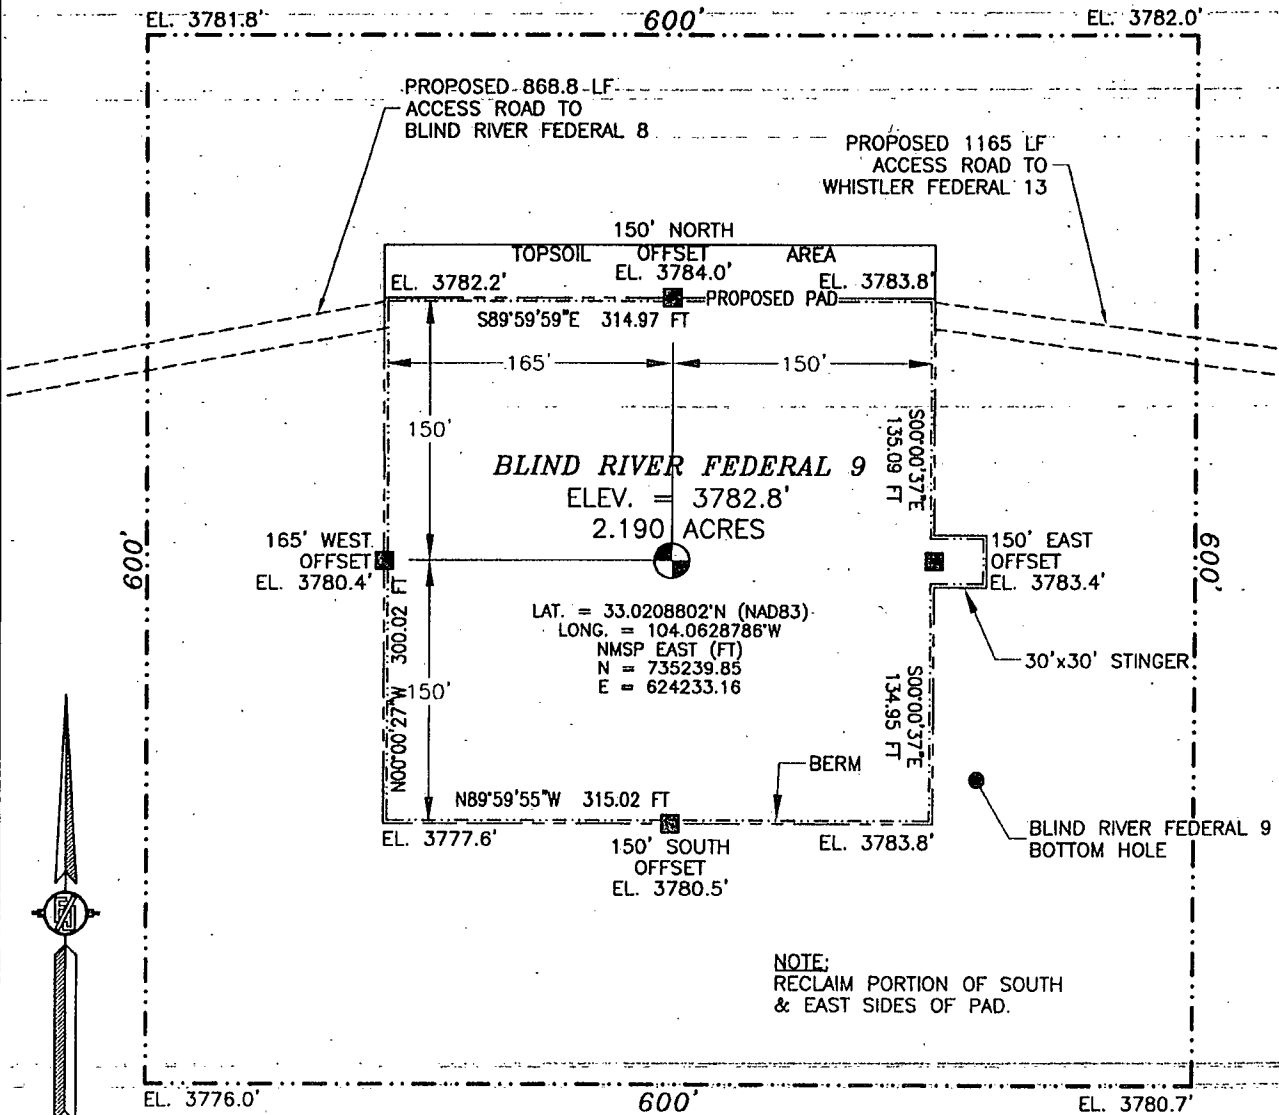 EL. 3781.8'
600'
EL. 3782.0'
PROPOSED 868.8 LF
ACCESS ROAD TO
BLIND RIVER FEDERAL 8
PROPOSED 1165 LF
ACCESS ROAD TO
WHISTLER FEDERAL 13
150' NORTH
TOPSOIL OFFSET AREA
EL. 3784.0'
EL. 3782.2'
EL. 3783.8'
PROPOSED PAD
S89°59'59"E 314.97 FT
165'
150'
150'
S00°00'37"E
135.09 FT
BLIND RIVER FEDERAL 9
ELEV. = 3782.8'
2.190 ACRES
165' WEST
OFFSET
EL. 3780.4'
150' EAST
OFFSET
EL. 3783.4'
600'
600'
LAT. = 33.0208802°N (NAD83)
LONG. = 104.0628786°W
NMSP EAST (FT)
N = 735239.85
E = 624233.16
30'x30' STINGER
N00°00'27"W 300.02 FT
150'
S00°00'37"E
134.95 FT
BERM
N89°59'55"W 315.02 FT
EL. 3777.6'
150' SOUTH
OFFSET
EL. 3780.5'
EL. 3783.8'
BLIND RIVER FEDERAL 9
BOTTOM HOLE
NOTE:
RECLAIM PORTION OF SOUTH
& EAST SIDES OF PAD.
EL. 3776.0'
600'
EL. 3780.7'